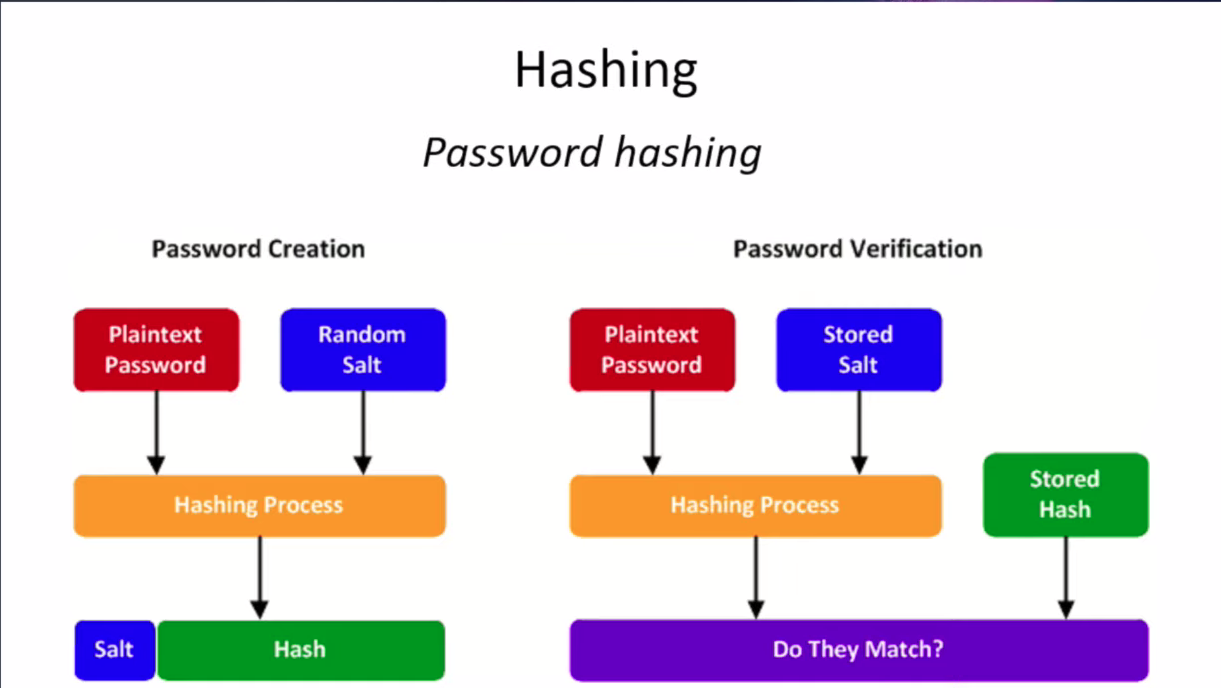 Hashing
Password hashing
Password Creation
Plaintext
Password
Random
Salt
Hashing Process
Salt
Hash
Password Verification
Plaintext
Password
Stored
Salt
Hashing Process
Stored
Hash
Do They Match?